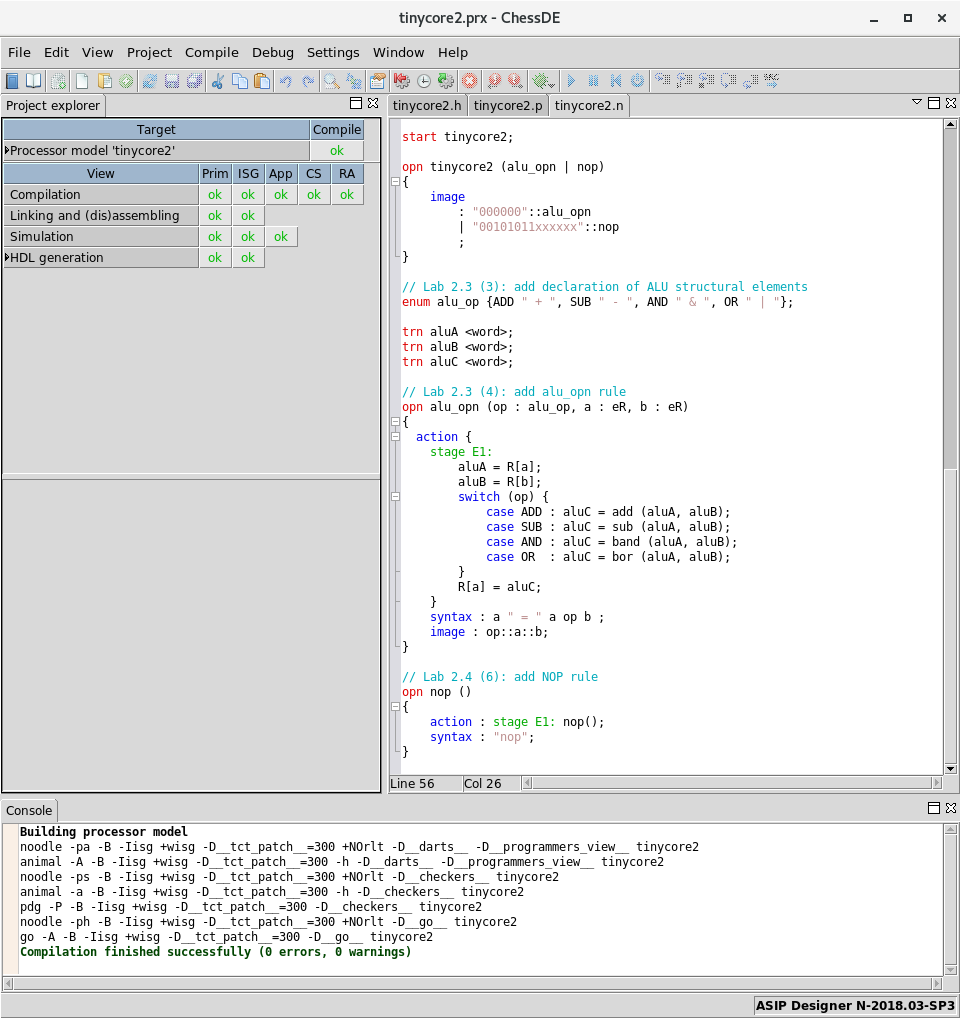 tinycore2.prx - ChessDE
File Edit View Project Compile Debug Settings Window Help
Project explorer
Target Compile
Processor model 'tinycore2' ok
View Prim ISG App CS RA
Compilation ok ok ok ok ok
Linking and (dis)assembling ok ok
Simulation ok ok ok
HDL generation ok ok
tinycore2.h tinycore2.p tinycore2.n
start tinycore2;
opn tinycore2 (alu_opn | nop)
{
image
: "000000"::alu_opn
| "00101011xxxxxx"::nop
;
}
// Lab 2.3 (3): add declaration of ALU structural elements
enum alu_op {ADD " + ", SUB " - ", AND " & ", OR " | "};
trn aluA <word>;
trn aluB <word>;
trn aluC <word>;
// Lab 2.3 (4): add alu_opn rule
opn alu_opn (op : alu_op, a : eR, b : eR)
{
action {
stage E1:
aluA = R[a];
aluB = R[b];
switch (op) {
case ADD : aluC = add (aluA, aluB);
case SUB : aluC = sub (aluA, aluB);
case AND : aluC = band (aluA, aluB);
case OR  : aluC = bor (aluA, aluB);
}
R[a] = aluC;
}
syntax : a " = " a op b ;
image : op::a::b;
}
// Lab 2.4 (6): add NOP rule
opn nop ()
{
action : stage E1: nop();
syntax : "nop";
}
Line 56 Col 26
Console
Building processor model
noodle -pa -B -Iisg +wisg -D__tct_patch__=300 +NOrlt -D__darts__ -D__programmers_view__ tinycore2
animal -A -B -Iisg +wisg -D__tct_patch__=300 -h -D__darts__ -D__programmers_view__ tinycore2
noodle -ps -B -Iisg +wisg -D__tct_patch__=300 +NOrlt -D__checkers__ tinycore2
animal -a -B -Iisg +wisg -D__tct_patch__=300 -h -D__checkers__ tinycore2
pdg -P -B -Iisg +wisg -D__tct_patch__=300 -D__checkers__ tinycore2
noodle -ph -B -Iisg +wisg -D__tct_patch__=300 +NOrlt -D__go__ tinycore2
go -A -B -Iisg +wisg -D__tct_patch__=300 -D__go__ tinycore2
Compilation finished successfully (0 errors, 0 warnings)
ASIP Designer N-2018.03-SP3